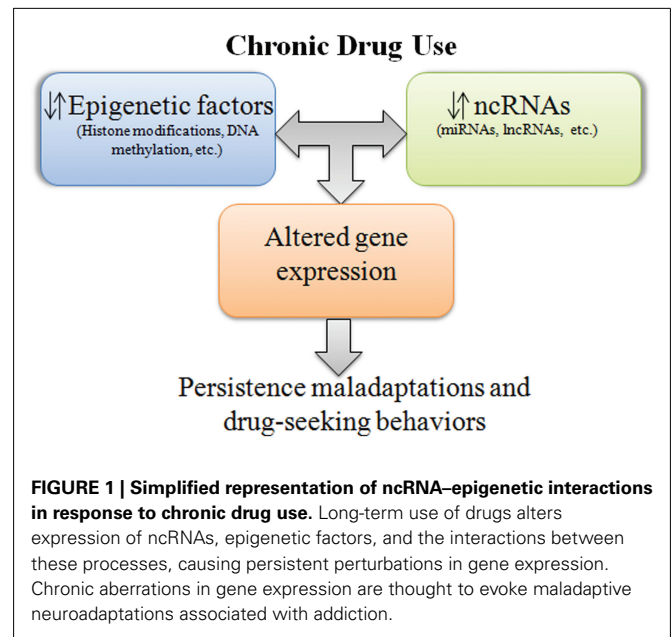 Chronic Drug Use
↓↑ Epigenetic factors
(Histone modifications, DNA
methylation, etc.)
↓↑ ncRNAs
(miRNAs, lncRNAs, etc.)
Altered gene
expression
Persistence maladaptations and
drug-seeking behaviors
FIGURE 1 | Simplified representation of ncRNA–epigenetic interactions
in response to chronic drug use. Long-term use of drugs alters
expression of ncRNAs, epigenetic factors, and the interactions between
these processes, causing persistent perturbations in gene expression.
Chronic aberrations in gene expression are thought to evoke maladaptive
neuroadaptations associated with addiction.